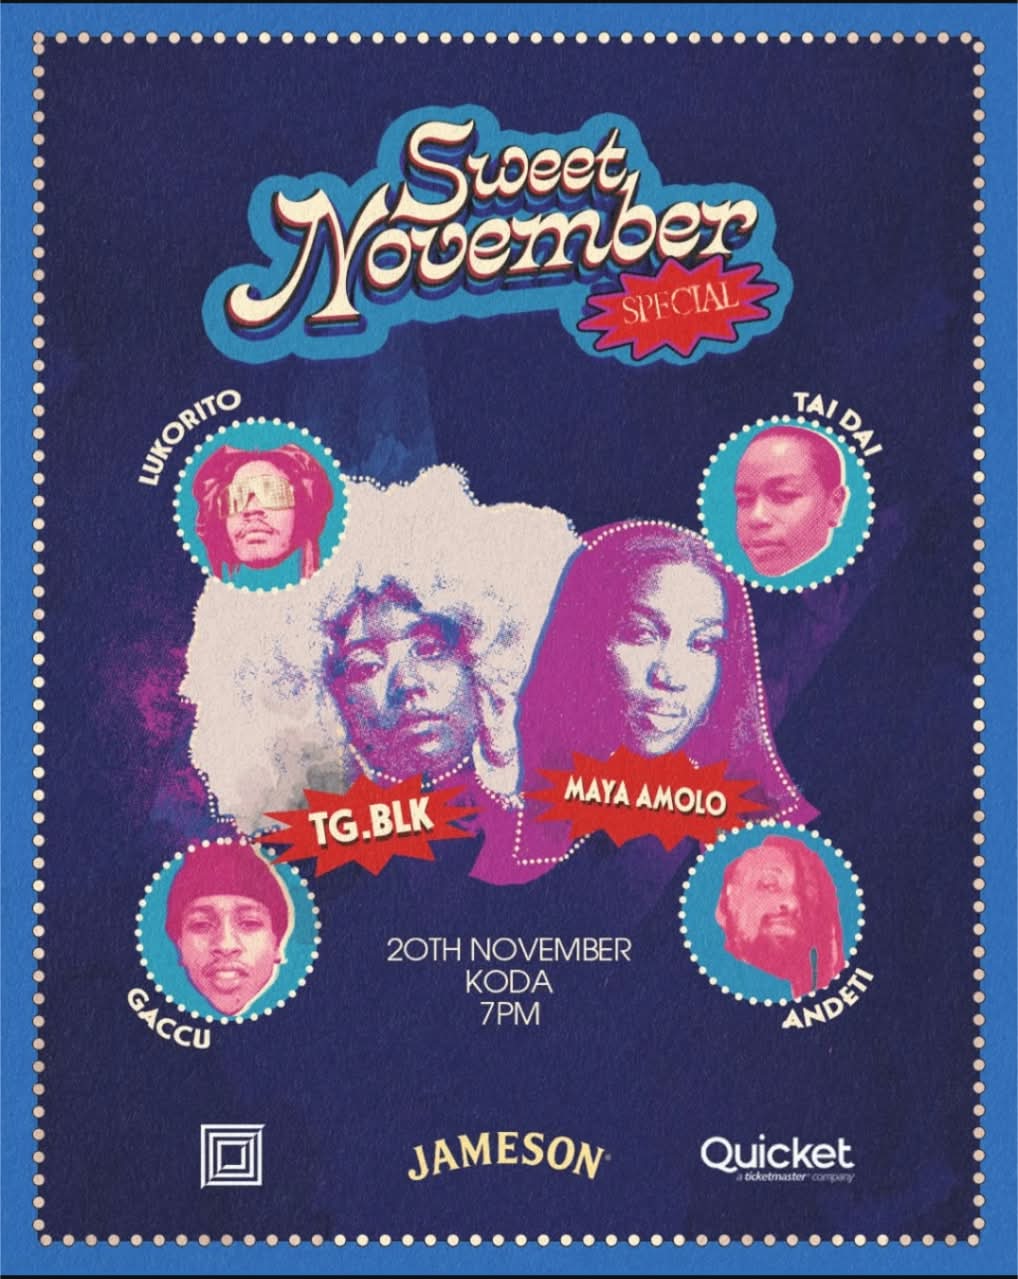 Sweet
November
SPECIAL
LUKORITO
TAI DAI
TG.BLK
MAYA AMOLO
GACCU
ANDETI
20TH NOVEMBER
KODA
7PM
JAMESON®
Quicket
a ticketmaster® company